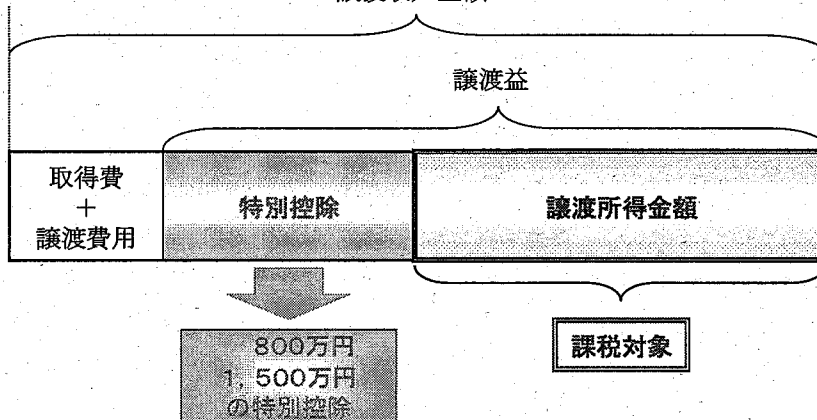 譲渡益
取得費
＋
譲渡費用
特別控除
譲渡所得金額
800万円
1，500万円
の特別控除
課税対象